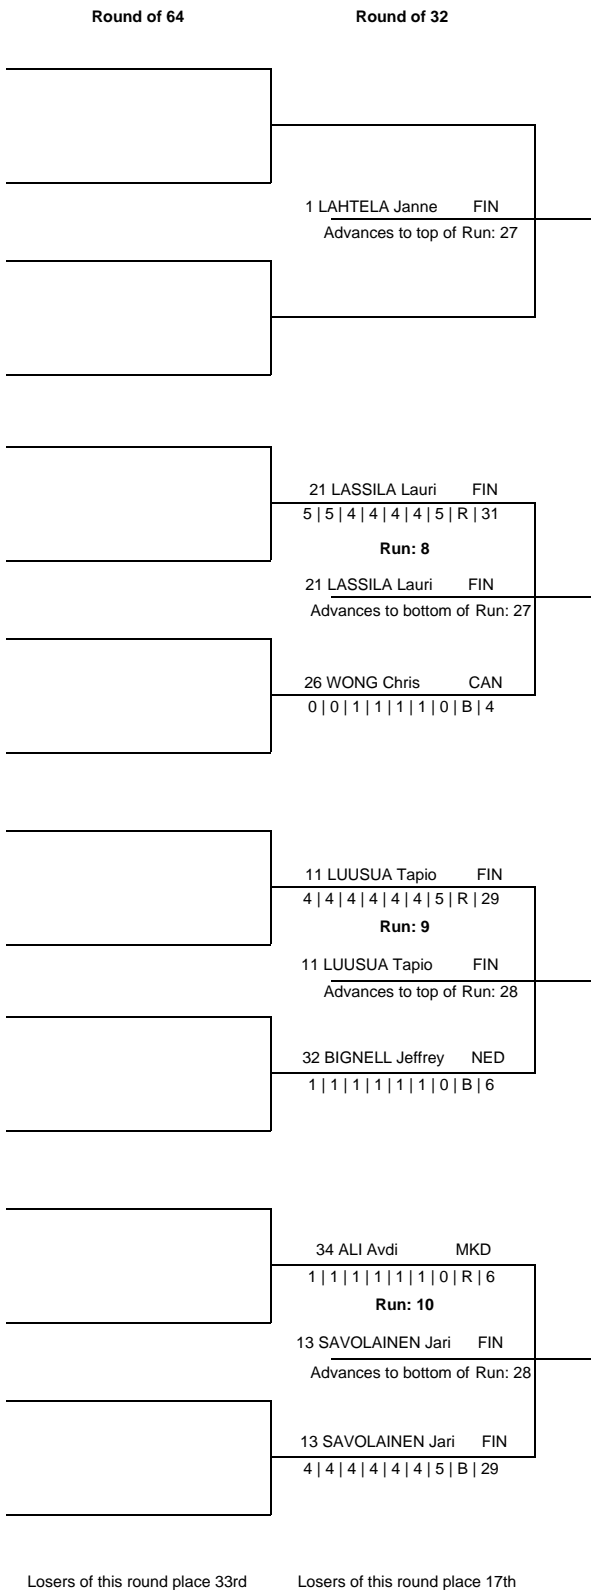 Round of 64 Round of 32
1 LAHTELA Janne FIN
Advances to top of Run: 27
21 LASSILA Lauri FIN
5 | 5 | 4 | 4 | 4 | 4 | 5 | R | 31
Run: 8
21 LASSILA Lauri FIN
Advances to bottom of Run: 27
26 WONG Chris CAN
0 | 0 | 1 | 1 | 1 | 1 | 0 | B | 4
11 LUUSUA Tapio FIN
4 | 4 | 4 | 4 | 4 | 4 | 5 | R | 29
Run: 9
11 LUUSUA Tapio FIN
Advances to top of Run: 28
32 BIGNELL Jeffrey NED
1 | 1 | 1 | 1 | 1 | 1 | 0 | B | 6
34 ALI Avdi MKD
1 | 1 | 1 | 1 | 1 | 1 | 0 | R | 6
Run: 10
13 SAVOLAINEN Jari FIN
Advances to bottom of Run: 28
13 SAVOLAINEN Jari FIN
4 | 4 | 4 | 4 | 4 | 4 | 5 | B | 29
Losers of this round place 33rd Losers of this round place 17th